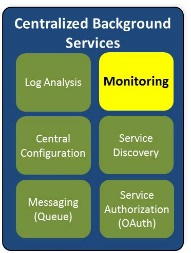 Centralized Background
Services
Log Analysis
Monitoring
Central
Configuration
Service
Discovery
Messaging
(Queue)
Service
Authorization
(OAuth)